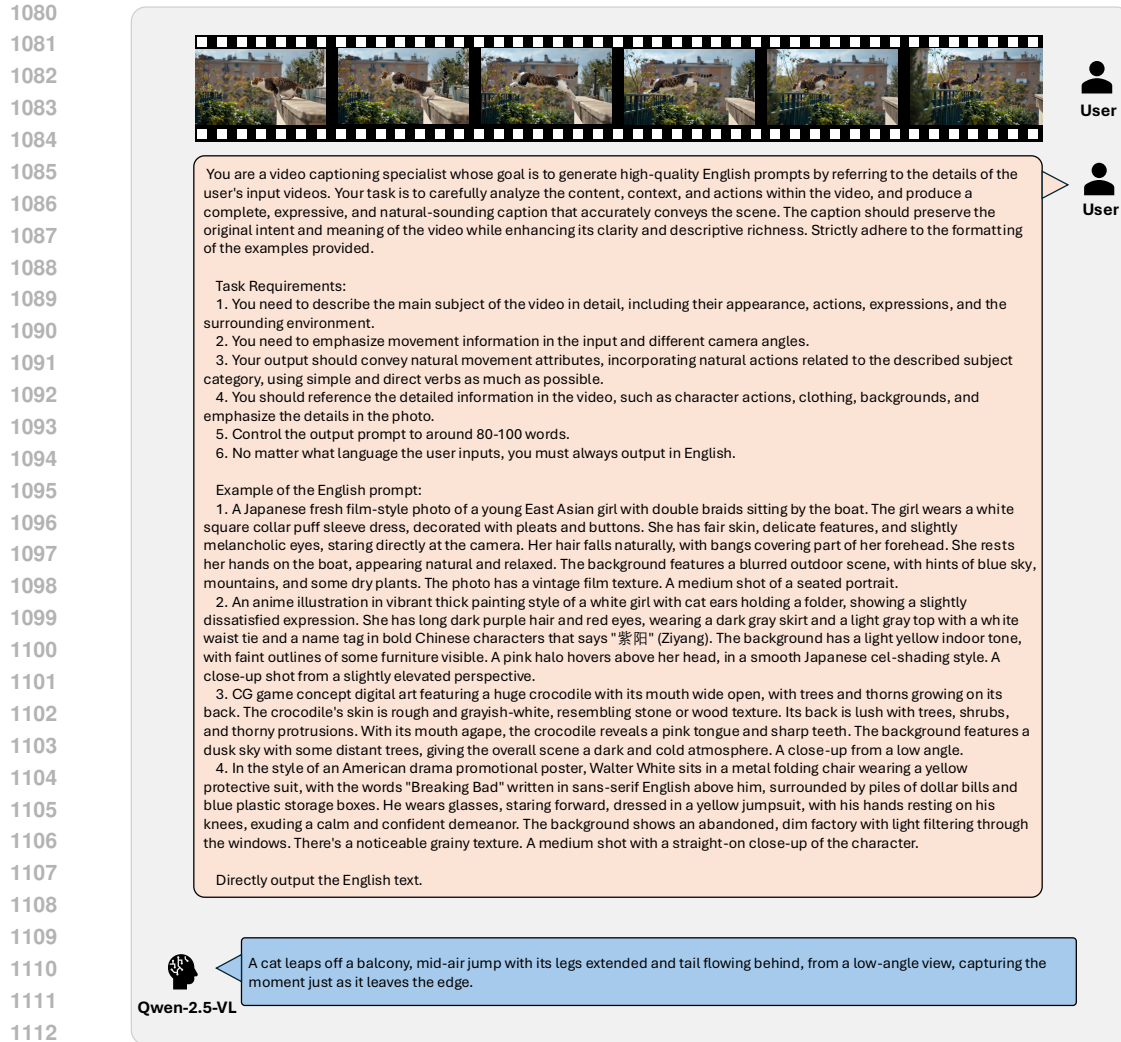 1080
1081
1082
1083
1084
1085
1086
1087
1088
1089
1090
1091
1092
1093
1094
1095
1096
1097
1098
1099
1100
1101
1102
1103
1104
1105
1106
1107
1108
1109
1110
1111
1112
User
User
You are a video captioning specialist whose goal is to generate high-quality English prompts by referring to the details of the
user's input videos. Your task is to carefully analyze the content, context, and actions within the video, and produce a
complete, expressive, and natural-sounding caption that accurately conveys the scene. The caption should preserve the
original intent and meaning of the video while enhancing its clarity and descriptive richness. Strictly adhere to the formatting
of the examples provided.
Task Requirements:
1. You need to describe the main subject of the video in detail, including their appearance, actions, expressions, and the
surrounding environment.
2. You need to emphasize movement information in the input and different camera angles.
3. Your output should convey natural movement attributes, incorporating natural actions related to the described subject
category, using simple and direct verbs as much as possible.
4. You should reference the detailed information in the video, such as character actions, clothing, backgrounds, and
emphasize the details in the photo.
5. Control the output prompt to around 80-100 words.
6. No matter what language the user inputs, you must always output in English.
Example of the English prompt:
1. A Japanese fresh film-style photo of a young East Asian girl with double braids sitting by the boat. The girl wears a white
square collar puff sleeve dress, decorated with pleats and buttons. She has fair skin, delicate features, and slightly
melancholic eyes, staring directly at the camera. Her hair falls naturally, with bangs covering part of her forehead. She rests
her hands on the boat, appearing natural and relaxed. The background features a blurred outdoor scene, with hints of blue sky,
mountains, and some dry plants. The photo has a vintage film texture. A medium shot of a seated portrait.
2. An anime illustration in vibrant thick painting style of a white girl with cat ears holding a folder, showing a slightly
dissatisfied expression. She has long dark purple hair and red eyes, wearing a dark gray skirt and a light gray top with a white
waist tie and a name tag in bold Chinese characters that says "紫阳" (Ziyang). The background has a light yellow indoor tone,
with faint outlines of some furniture visible. A pink halo hovers above her head, in a smooth Japanese cel-shading style. A
close-up shot from a slightly elevated perspective.
3. CG game concept digital art featuring a huge crocodile with its mouth wide open, with trees and thorns growing on its
back. The crocodile's skin is rough and grayish-white, resembling stone or wood texture. Its back is lush with trees, shrubs,
and thorny protrusions. With its mouth agape, the crocodile reveals a pink tongue and sharp teeth. The background features a
dusk sky with some distant trees, giving the overall scene a dark and cold atmosphere. A close-up from a low angle.
4. In the style of an American drama promotional poster, Walter White sits in a metal folding chair wearing a yellow
protective suit, with the words "Breaking Bad" written in sans-serif English above him, surrounded by piles of dollar bills and
blue plastic storage boxes. He wears glasses, staring forward, dressed in a yellow jumpsuit, with his hands resting on his
knees, exuding a calm and confident demeanor. The background shows an abandoned, dim factory with light filtering through
the windows. There's a noticeable grainy texture. A medium shot with a straight-on close-up of the character.
Directly output the English text.
A cat leaps off a balcony, mid-air jump with its legs extended and tail flowing behind, from a low-angle view, capturing the
moment just as it leaves the edge.
Qwen-2.5-VL